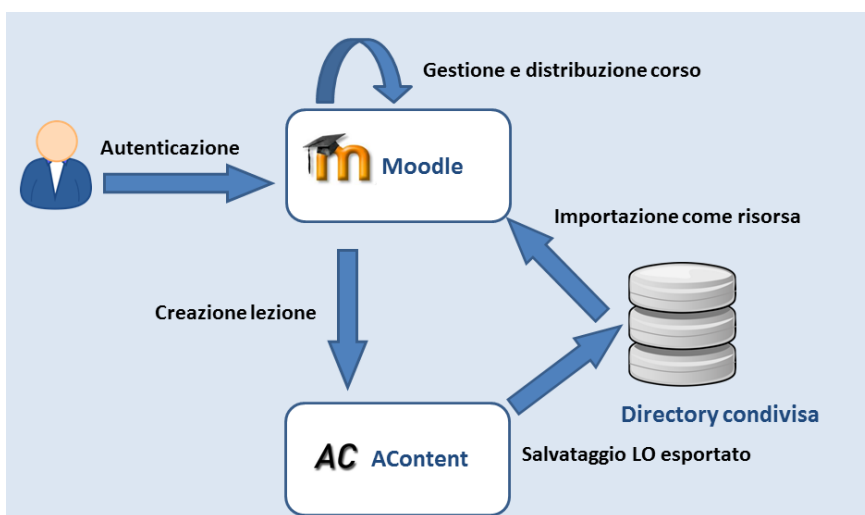 Gestione e distribuzione corso
Autenticazione
m Moodle
Importazione come risorsa
Creazione lezione
Directory condivisa
AC AContent
Salvataggio LO esportato